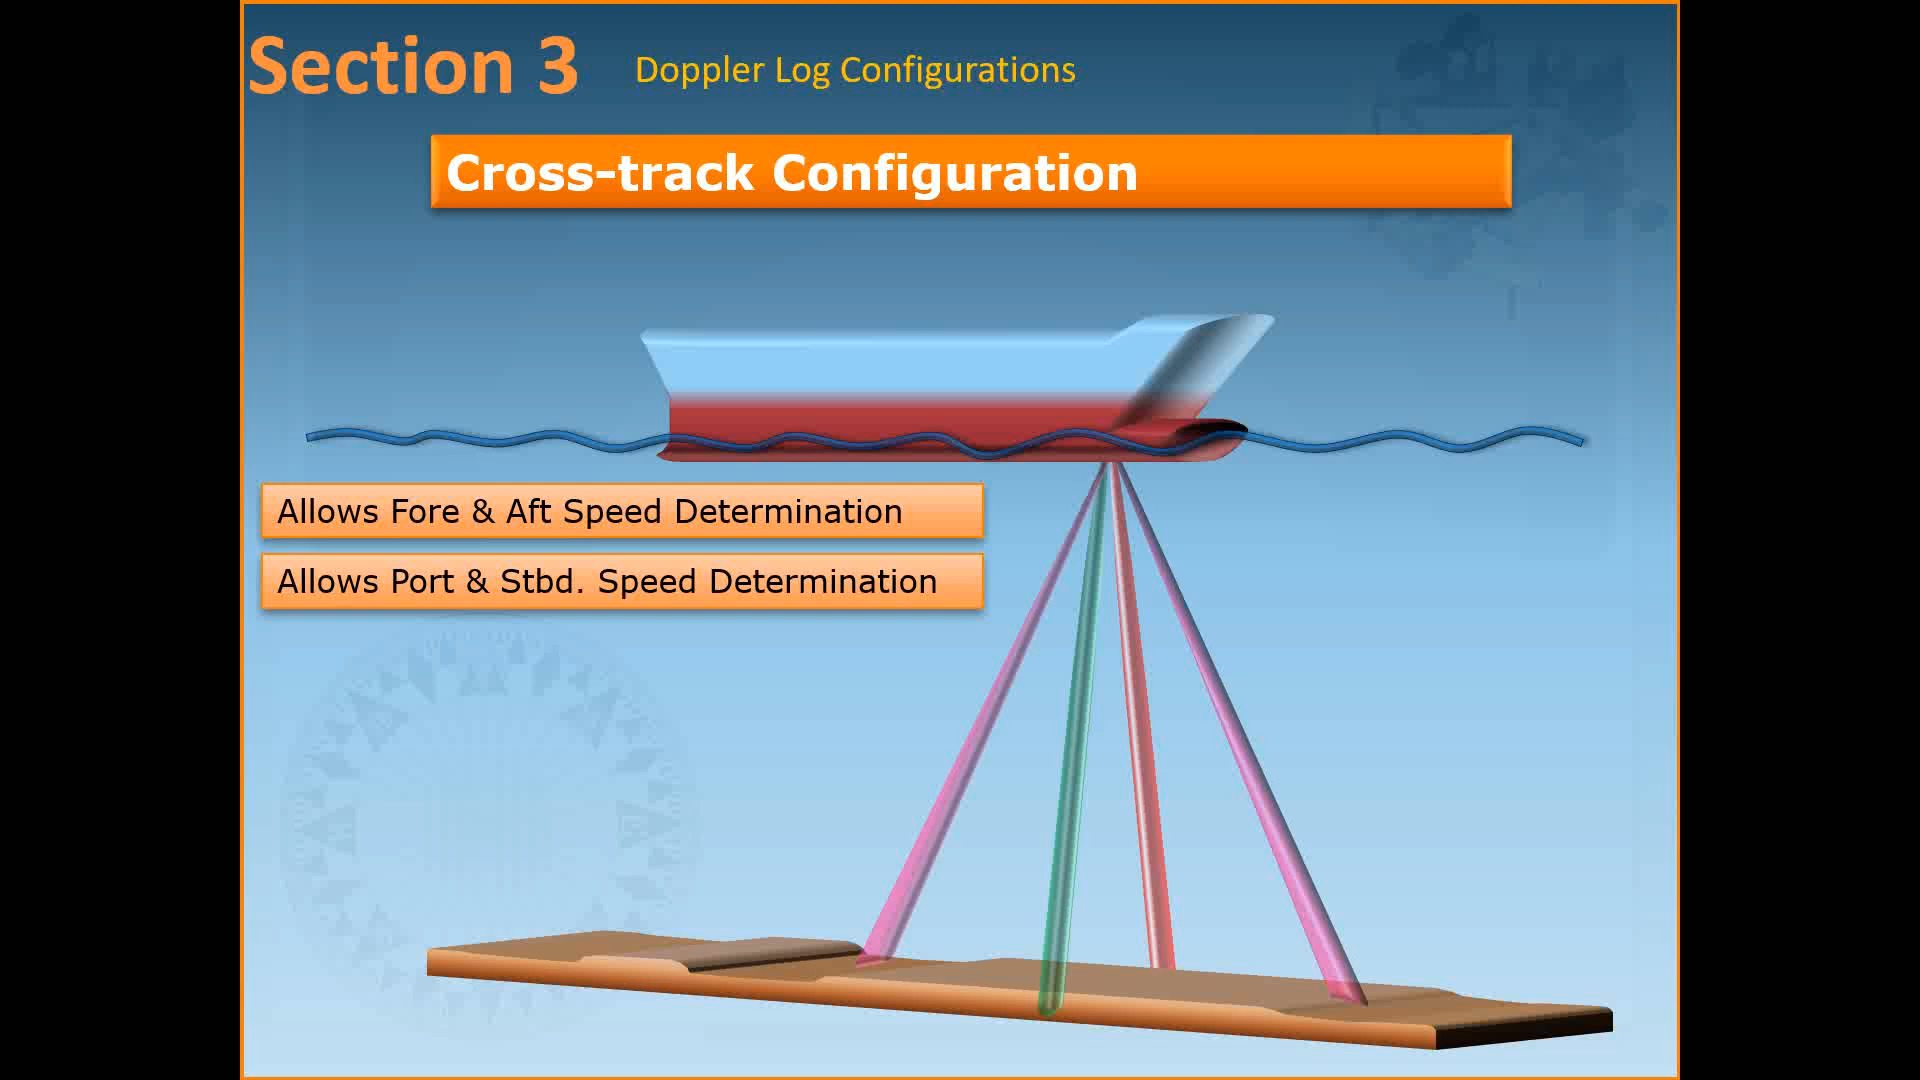 Section 3
Doppler Log Configurations
Cross-track Configuration
Allows Fore & Aft Speed Determination
Allows Port & Stbd. Speed Determination